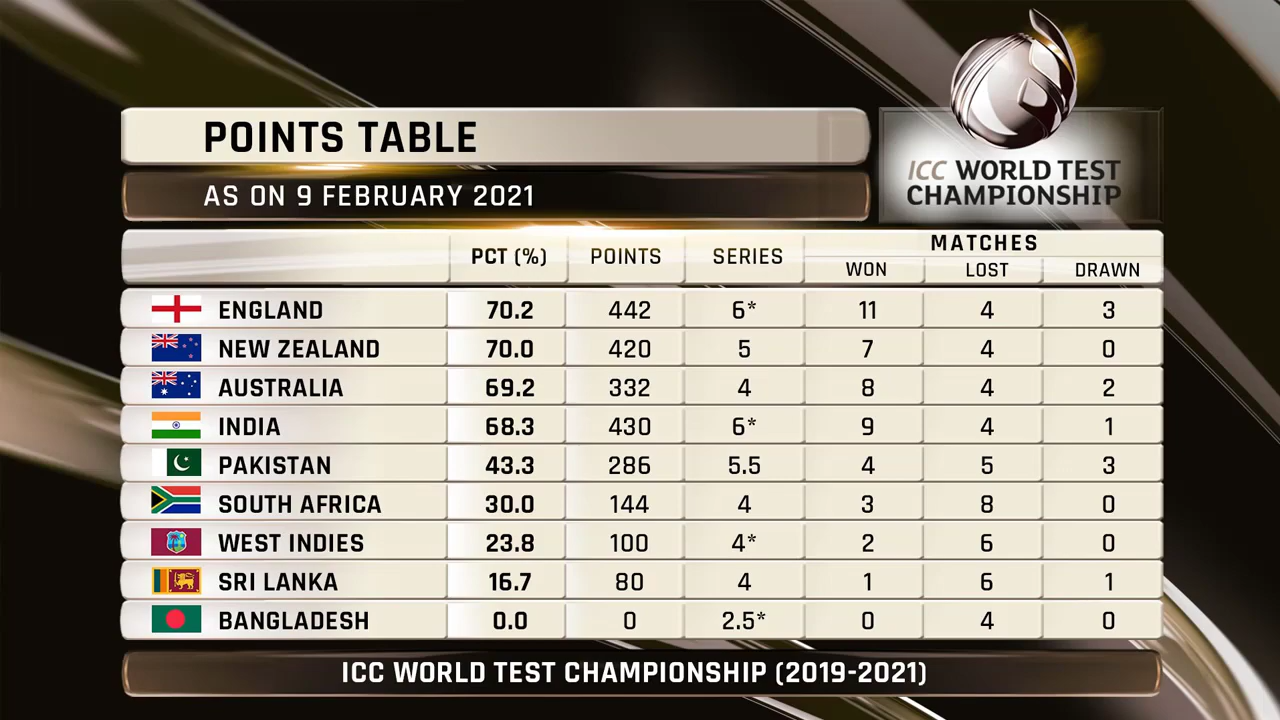 POINTS TABLE
AS ON 9 FEBRUARY 2021
ICC WORLD TEST
CHAMPIONSHIP
PCT (%) POINTS SERIES MATCHES
WON LOST DRAWN
ENGLAND 70.2 442 6* 11 4 3
NEW ZEALAND 70.0 420 5 7 4 0
AUSTRALIA 69.2 332 4 8 4 2
INDIA 68.3 430 6* 9 4 1
PAKISTAN 43.3 286 5.5 4 5 3
SOUTH AFRICA 30.0 144 4 3 8 0
WEST INDIES 23.8 100 4* 2 6 0
SRI LANKA 16.7 80 4 1 6 1
BANGLADESH 0.0 0 2.5* 0 4 0
ICC WORLD TEST CHAMPIONSHIP (2019-2021)